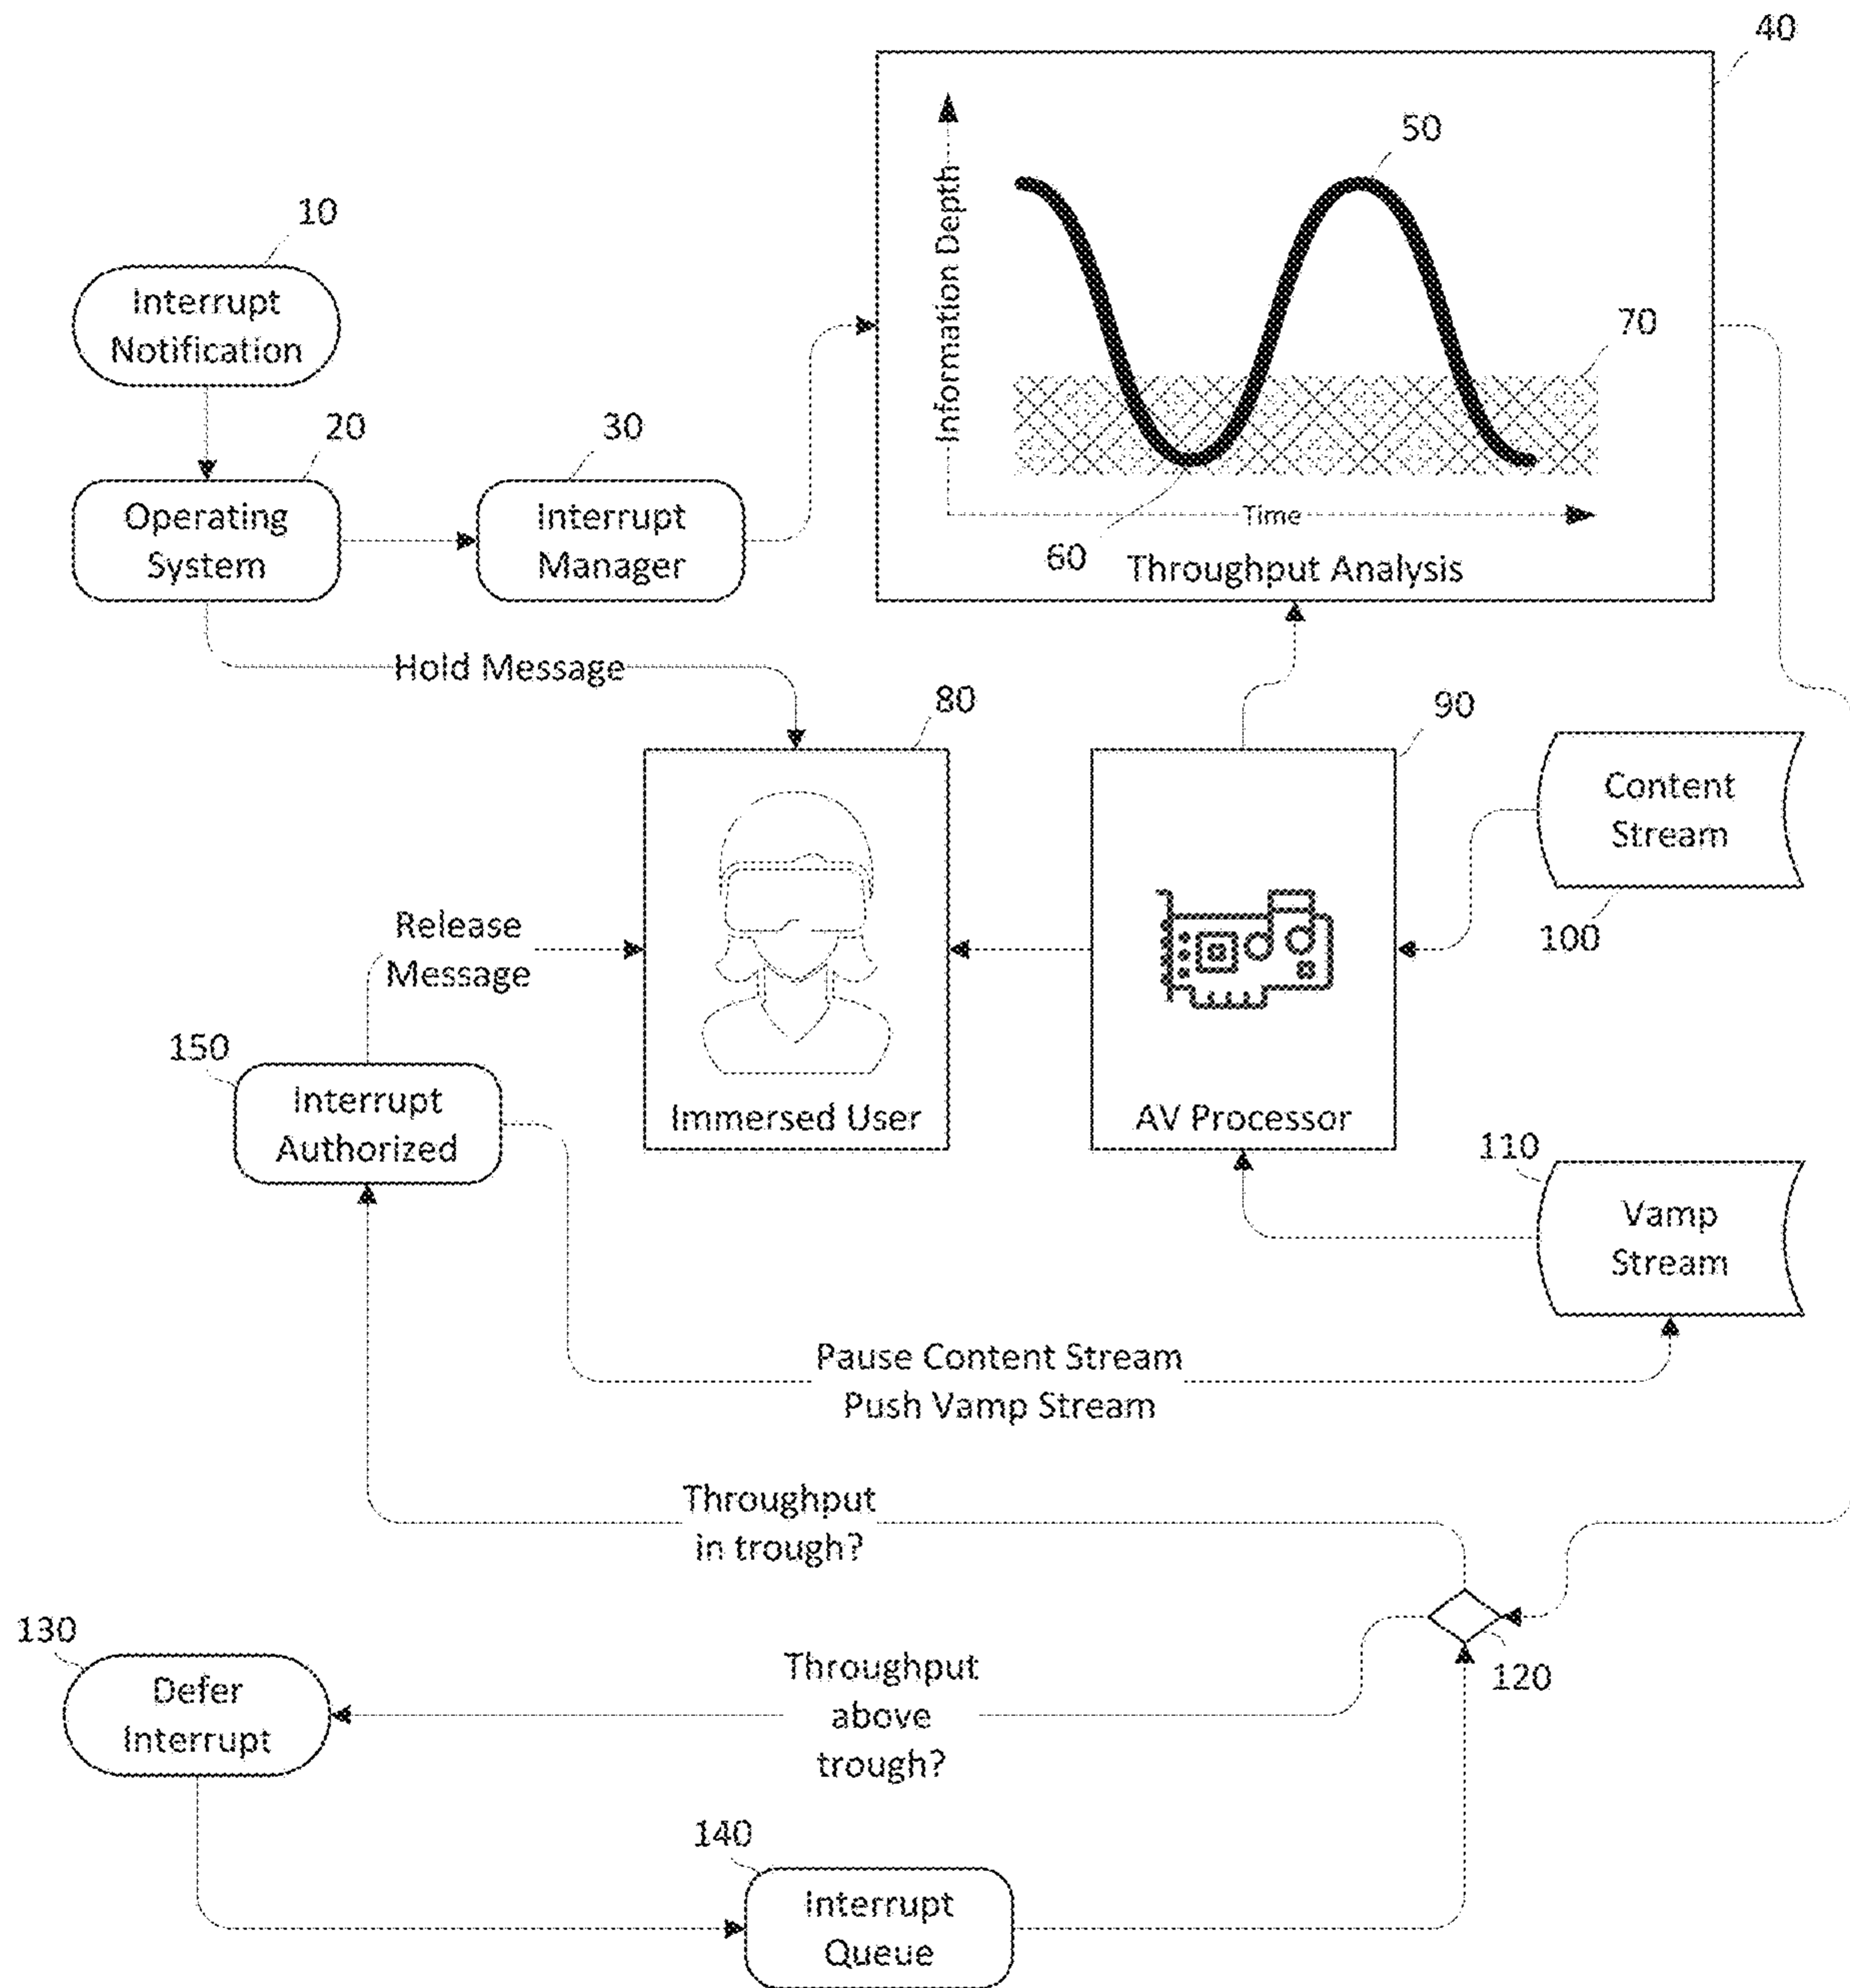 40
50
Information Depth
10
Interrupt
Notification
70
20
30
Operating
System
Interrupt
Manager
Time
60
Throughput Analysis
Hold Message
80
90
Content
Stream
100
Release
Message
150
Interrupt
Authorized
Immersed User
AV Processor
110
Vamp
Stream
Pause Content Stream
Push Vamp Stream
Throughput
in trough?
130
Defer
Interrupt
Throughput
above
trough?
120
140
Interrupt
Queue